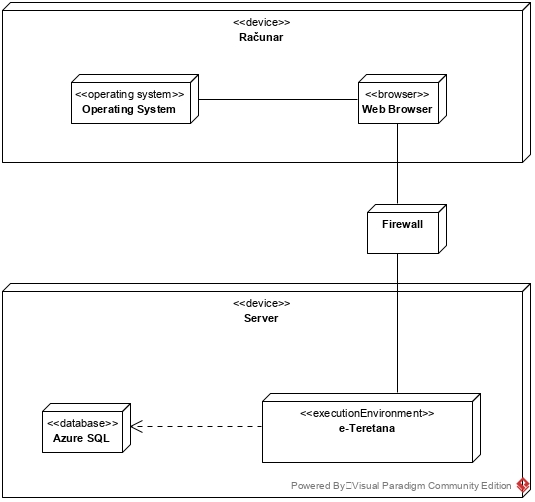 <<device>>
Računar
<<operating system>>
Operating System
<<browser>>
Web Browser
Firewall
<<device>>
Server
<<executionEnvironment>>
e-Teretana
<<database>>
Azure SQL
Powered By Visual Paradigm Community Edition